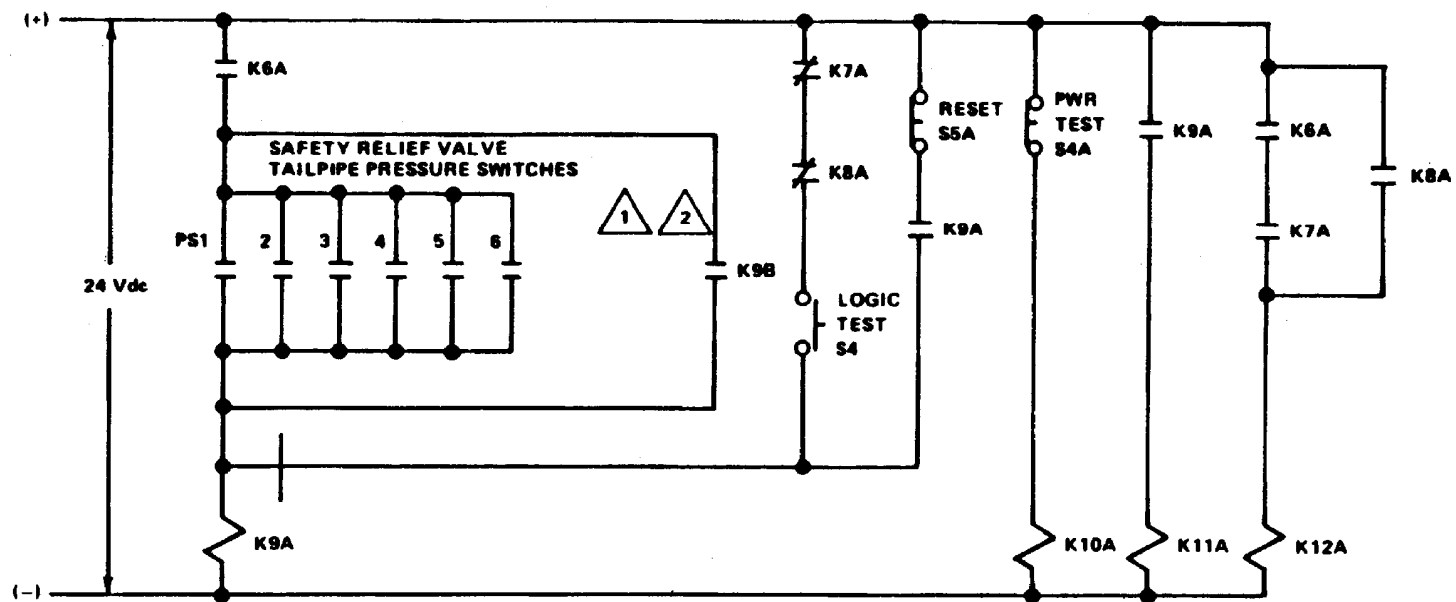 (+)
K6A
SAFETY RELIEF VALVE
TAILPIPE PRESSURE SWITCHES
PS1 2 3 4 5 6
1 2
K9B
24 Vdc
K7A
K8A
LOGIC
TEST
S4
RESET
S5A
K9A
PWR
TEST
S4A
K9A
K6A
K7A
K8A
K9A
K10A
K11A
K12A
(-)